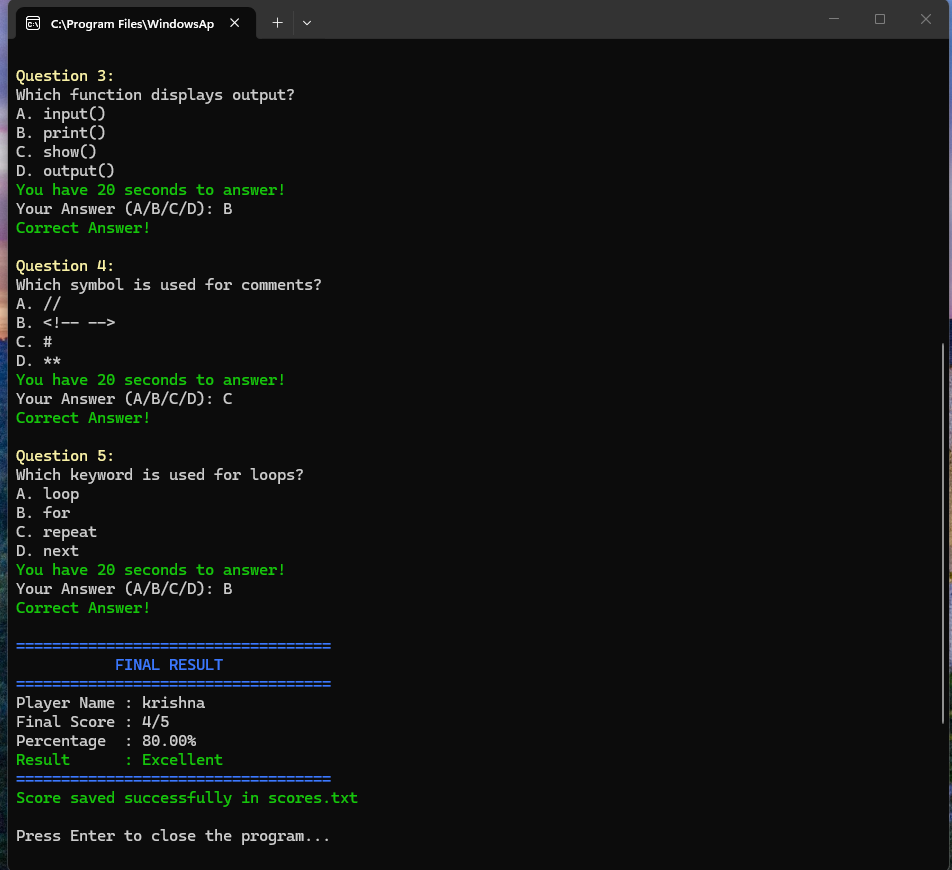 C:\Program Files\WindowsAp
Question 3:
Which function displays output?
A. input()
B. print()
C. show()
D. output()
You have 20 seconds to answer!
Your Answer (A/B/C/D): B
Correct Answer!
Question 4:
Which symbol is used for comments?
A. //
B. <!-- -->
C. #
D. **
You have 20 seconds to answer!
Your Answer (A/B/C/D): C
Correct Answer!
Question 5:
Which keyword is used for loops?
A. loop
B. for
C. repeat
D. next
You have 20 seconds to answer!
Your Answer (A/B/C/D): B
Correct Answer!
===================================
FINAL RESULT
===================================
Player Name : krishna
Final Score : 4/5
Percentage  : 80.00%
Result      : Excellent
===================================
Score saved successfully in scores.txt
Press Enter to close the program...